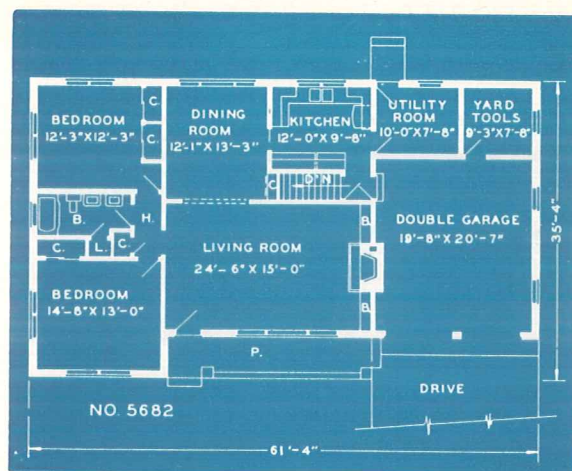 C.
BEDROOM
12'-3"X12'-3"
C.
DINING
ROOM
12'-1"X 13'-3"
KITCHEN
12'-0"X 9'-8"
UTILITY
ROOM
10'-0"X7'-8"
YARD
TOOLS
9'-3"X7'-8"
C.
D'N
B.
H.
B.
C.
L.
C.
LIVING ROOM
24'-6"X 15'-0"
DOUBLE GARAGE
19'-8" X 20'-7"
35'-4"
BEDROOM
14'-8"X 13'-0"
B.
P.
DRIVE
NO. 5682
61'-4"